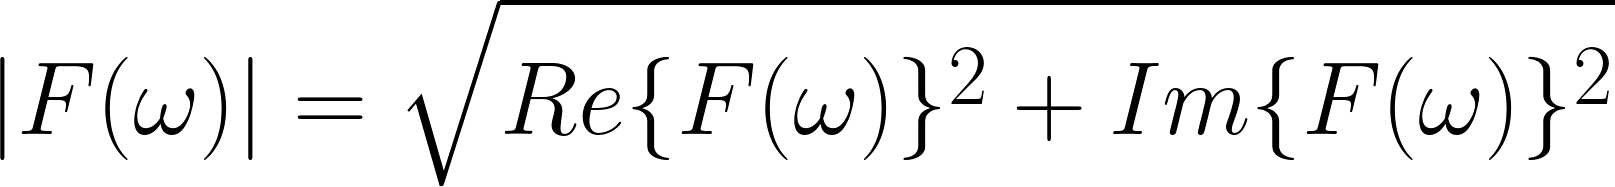 |F(ω)| = √Re{F(ω)}² + Im{F(ω)}²